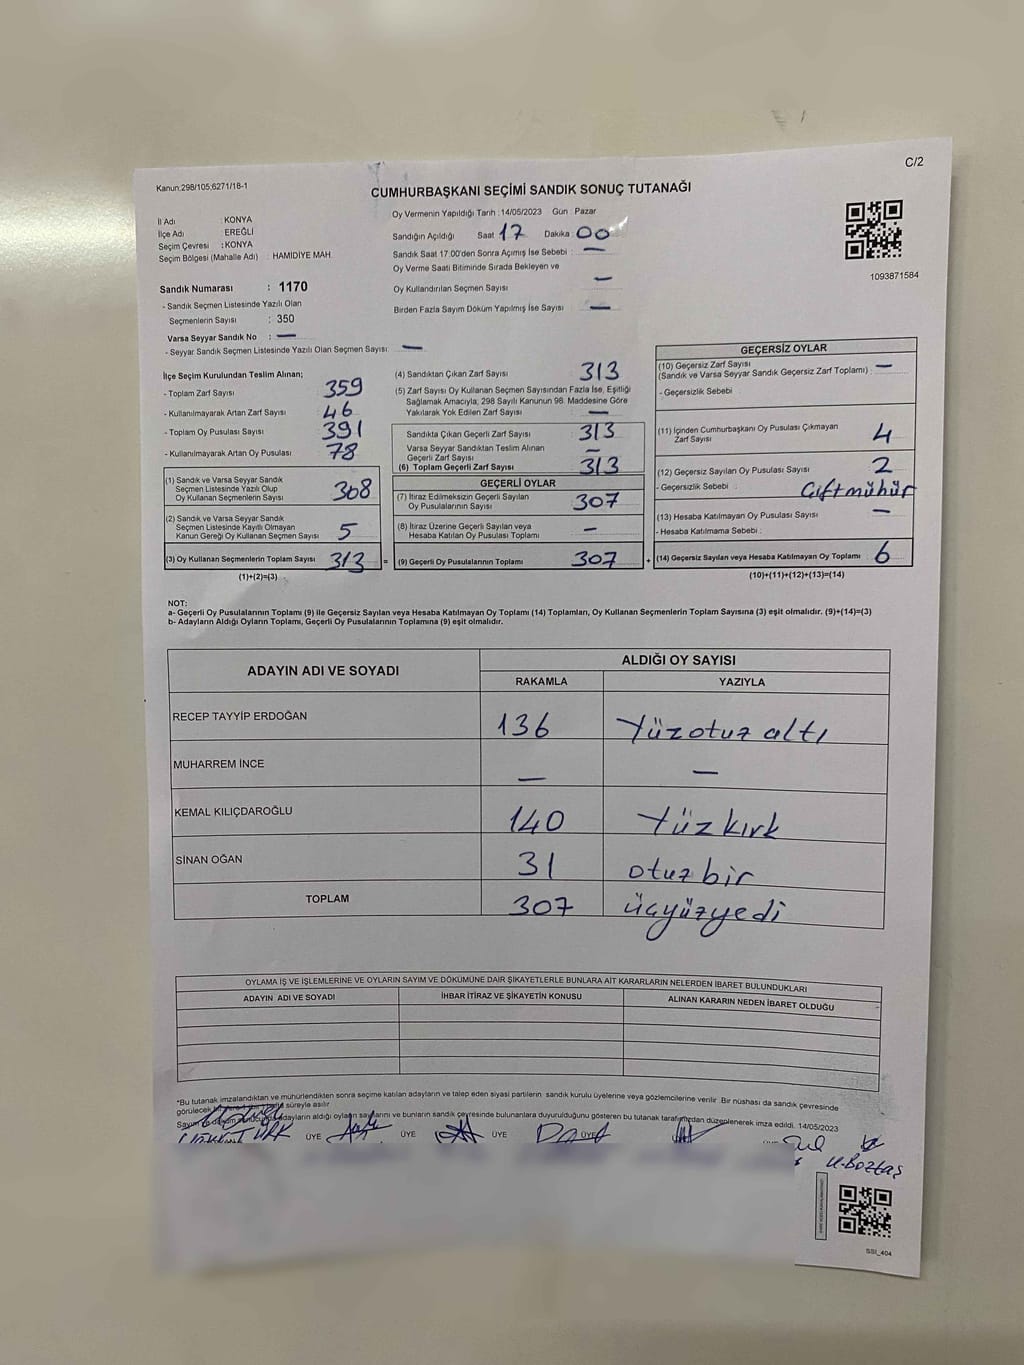 C/2
Kanun:298/105;6271/18-1
CUMHURBAŞKANI SEÇİMİ SANDIK SONUÇ TUTANAĞI
İl Adı : KONYA
İlçe Adı : EREĞLİ
Seçim Çevresi : KONYA
Seçim Bölgesi (Mahalle Adı) : HAMIDİYE MAH.
Oy Vermenin Yapıldığı Tarih : 14/05/2023 Gün : Pazar
Sandığın Açıldığı Saat : 17 Dakika : 00
Sandık Saat 17:00'den Sonra Açımış İse Sebebi : —
Oy Verme Saati Bitiminde Sırada Bekleyen ve
Oy Kullandırılan Seçmen Sayısı —
Birden Fazla Sayım Döküm Yapılmış İse Sayısı —
1093871584
Sandık Numarası : 1170
- Sandık Seçmen Listesinde Yazılı Olan
Seçmenlerin Sayısı : 350
Varsa Seyyar Sandık No : —
- Seyyar Sandık Seçmen Listesinde Yazılı Olan Seçmen Sayısı: —
İlçe Seçim Kurulundan Teslim Alınan;
- Toplam Zarf Sayısı 359
- Kullanılmayarak Artan Zarf Sayısı 46
- Toplam Oy Pusulası Sayısı 391
- Kullanılmayarak Artan Oy Pusulası 78
(1) Sandık ve Varsa Seyyar Sandık
Seçmen Listesinde Yazılı Olup
Oy Kullanan Seçmenlerin Sayısı 308
(2) Sandık ve Varsa Seyyar Sandık
Seçmen Listesinde Kayıtlı Olmayan
Kanun Gereği Oy Kullanan Seçmen Sayısı 5
(3) Oy Kullanan Seçmenlerin Toplam Sayısı 313 =
(1)+(2)=(3)
(4) Sandıktan Çıkan Zarf Sayısı 313
(5) Zarf Sayısı Oy Kullanan Seçmen Sayısından Fazla İse, Eşitliği
Sağlamak Amacıyla, 298 Sayılı Kanunun 98. Maddesine Göre
Yakılarak Yok Edilen Zarf Sayısı —
Sandıkta Çıkan Geçerli Zarf Sayısı 313
Varsa Seyyar Sandıktan Teslim Alınan
Geçerli Zarf Sayısı —
(6) Toplam Geçerli Zarf Sayısı 313
GEÇERLİ OYLAR
(7) İtiraz Edilmeksizin Geçerli Sayılan
Oy Pusulalarının Sayısı 307
(8) İtiraz Üzerine Geçerli Sayılan veya
Hesaba Katılan Oy Pusulası Toplamı —
(9) Geçerli Oy Pusulalarının Toplamı 307 +
GEÇERSİZ OYLAR
(10) Geçersiz Zarf Sayısı
(Sandık ve Varsa Seyyar Sandık Geçersiz Zarf Toplamı) : —
- Geçersizlik Sebebi
(11) İçinden Cumhurbaşkanı Oy Pusulası Çıkmayan
Zarf Sayısı 4
(12) Geçersiz Sayılan Oy Pusulası Sayısı 2
- Geçersizlik Sebebi : Çift mühür
(13) Hesaba Katılmayan Oy Pusulası Sayısı —
- Hesaba Katılmama Sebebi :
(14) Geçersiz Sayılan veya Hesaba Katılmayan Oy Toplamı 6
(10)+(11)+(12)+(13)=(14)
NOT:
a- Geçerli Oy Pusulalarının Toplamı (9) ile Geçersiz Sayılan veya Hesaba Katılmayan Oy Toplamı (14) Toplamları, Oy Kullanan Seçmenlerin Toplam Sayısına (3) eşit olmalıdır. (9)+(14)=(3)
b- Adayların Aldığı Oyların Toplamı, Geçerli Oy Pusulalarının Toplamına (9) eşit olmalıdır.
ADAYIN ADI VE SOYADI ALDIĞI OY SAYISI
RAKAMLA YAZIYLA
RECEP TAYYİP ERDOĞAN 136 Yüzotuz altı
MUHARREM İNCE — —
KEMAL KILIÇDAROĞLU 140 Yüzkırk
SİNAN OĞAN 31 otuz bir
TOPLAM 307 üçyüzyedi
OYLAMA İŞ VE İŞLEMLERİNE VE OYLARIN SAYIM VE DÖKÜMÜNE DAİR ŞİKAYETLERLE BUNLARA AİT KARARLARIN NELERDEN İBARET BULUNDUKLARI
ADAYIN ADI VE SOYADI İHBAR İTİRAZ VE ŞİKAYETİN KONUSU ALINAN KARARIN NEDEN İBARET OLDUĞU
*Bu tutanak imzalandıktan ve mühürlendikten sonra seçime katılan adayların ve talep eden siyasi partilerin sandık kurulu üyelerine veya gözlemcilerine verilir. Bir nüshası da sandık çevresinde
görülecek süreyle asılır
adayların aldığı oyların sayılarını ve bunların sandık çevresinde bulunanlara duyurulduğunu gösteren bu tutanak tarafımızdan düzenlenerek imza edildi. 14/05/2023
ÜYE ÜYE ÜYE ÜYE
U.Boztaş
SSI_404